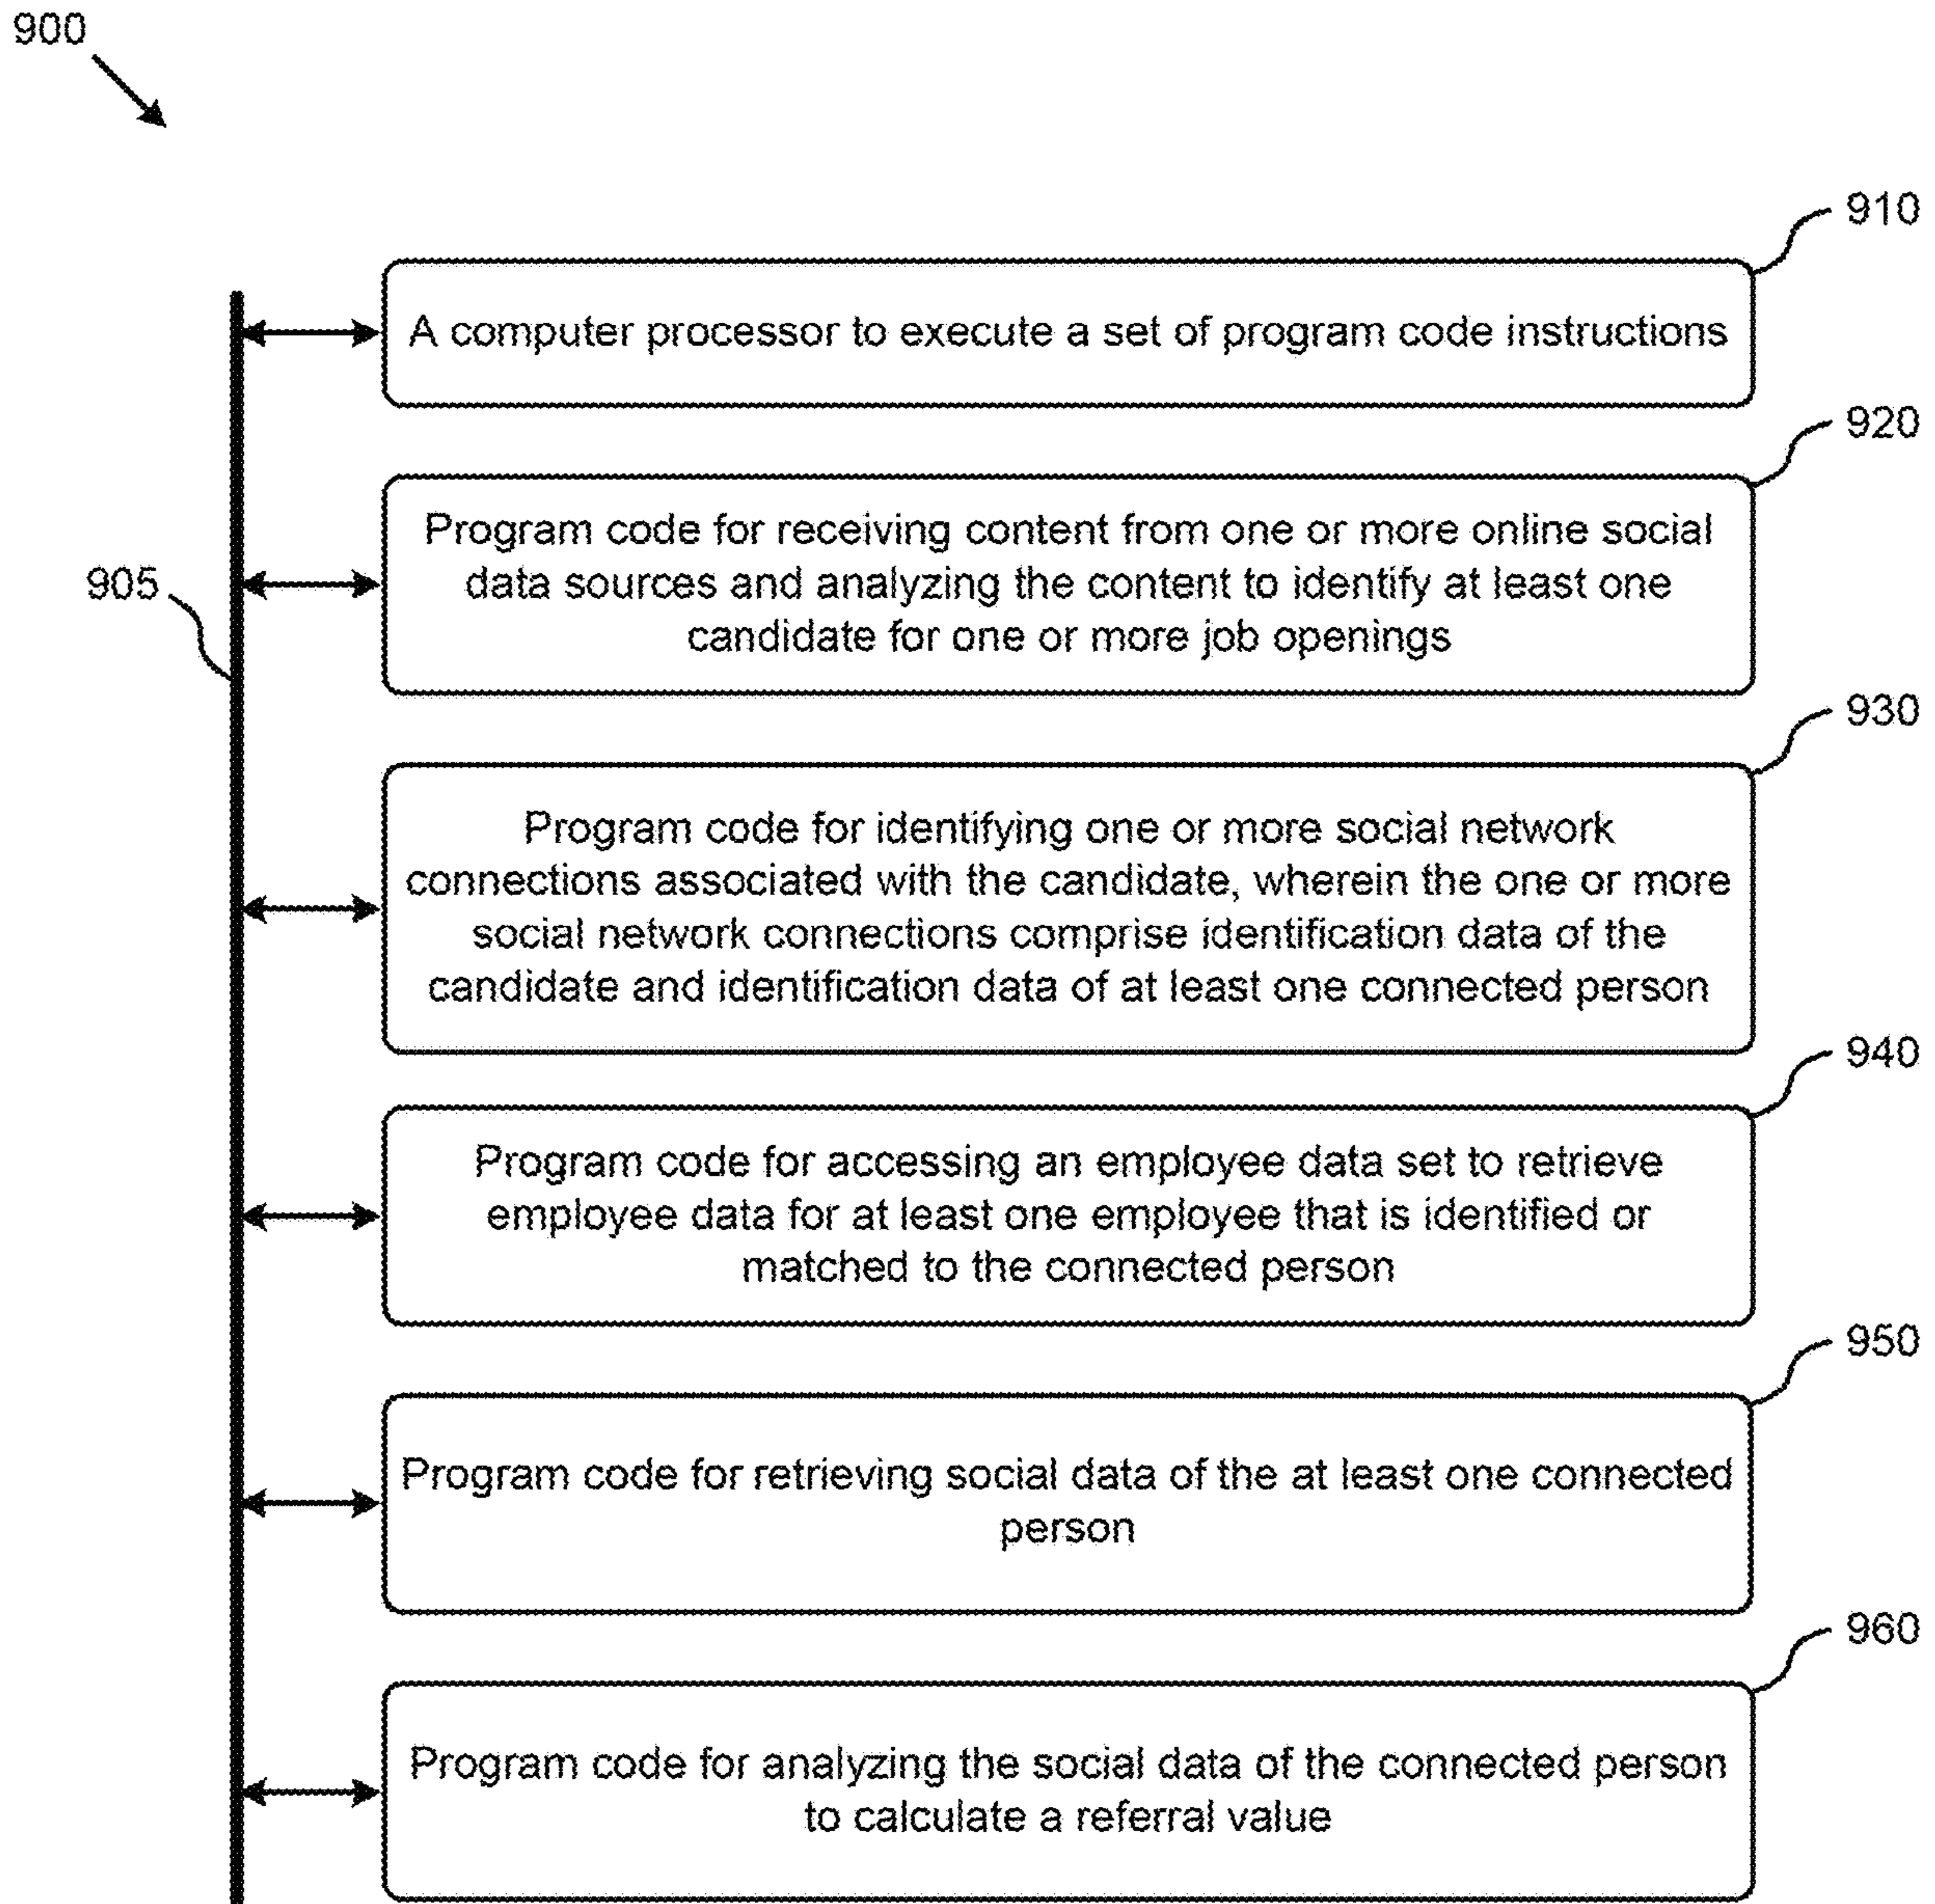 900
910
A computer processor to execute a set of program code instructions
920
Program code for receiving content from one or more online social
data sources and analyzing the content to identify at least one
candidate for one or more job openings
905
930
Program code for identifying one or more social network
connections associated with the candidate, wherein the one or more
social network connections comprise identification data of the
candidate and identification data of at least one connected person
940
Program code for accessing an employee data set to retrieve
employee data for at least one employee that is identified or
matched to the connected person
950
Program code for retrieving social data of the at least one connected
person
960
Program code for analyzing the social data of the connected person
to calculate a referral value